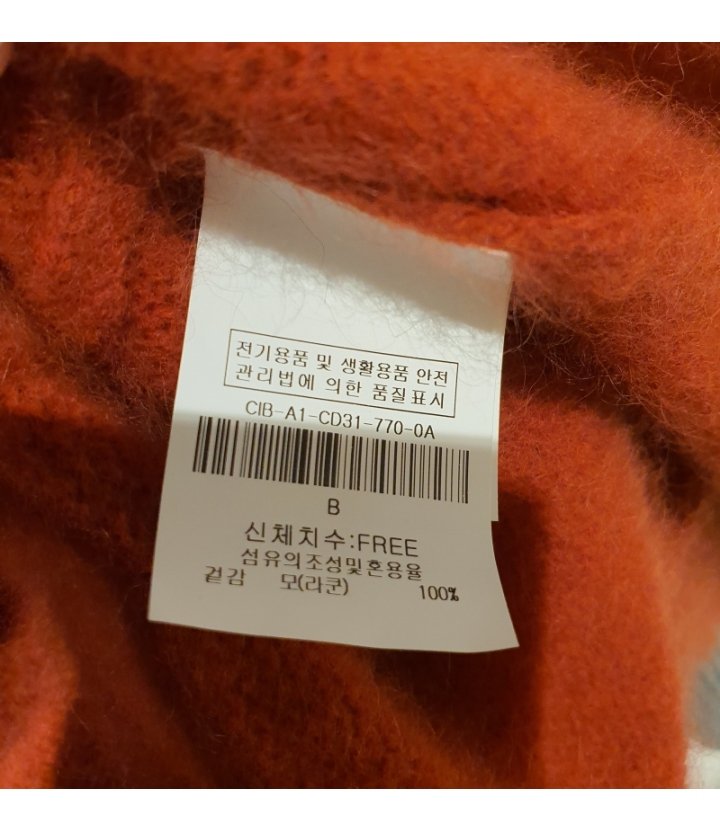 전기용품 및 생활용품 안전
관리법에 의한 품질표시
CIB-A1-CD31-770-0A
B
신체치수:FREE
섬유의조성및혼용율
겉감 모(라쿤) 100%